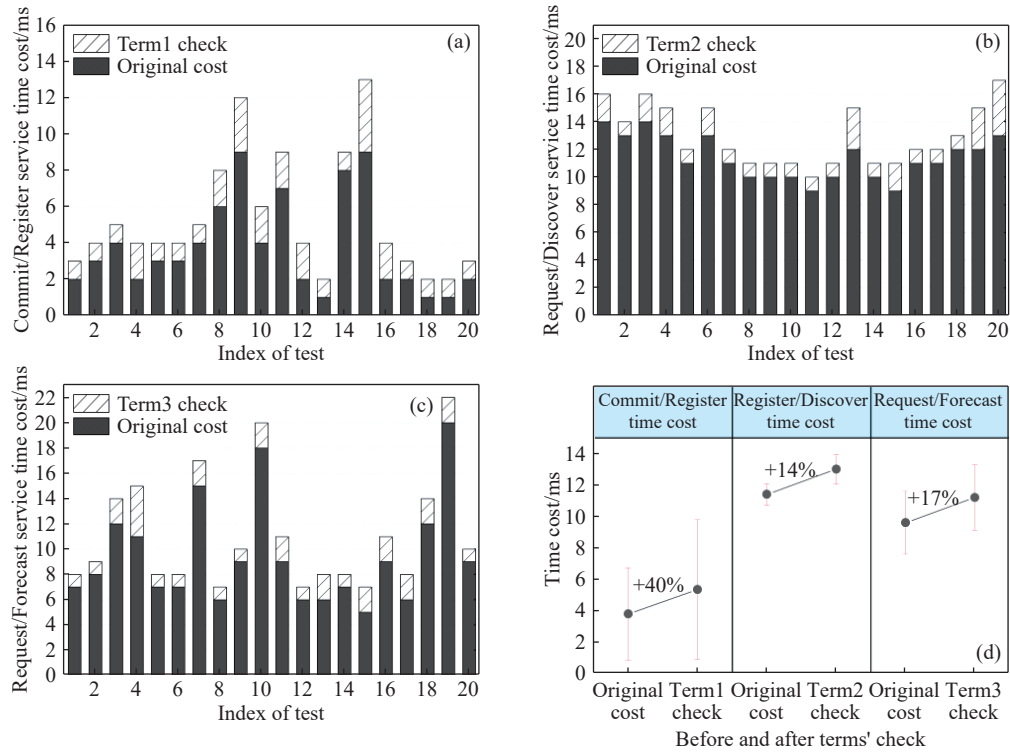 Commit/Register service time cost/ms
16
14
12
10
8
6
4
2
0
Term1 check
Original cost
(a)
2 4 6 8 10 12 14 16 18 20
Index of test
Request/Discover service time cost/ms
20
18
16
14
12
10
8
6
4
2
0
Term2 check
Original cost
(b)
2 4 6 8 10 12 14 16 18 20
Index of test
Request/Forecast service time cost/ms
22
20
18
16
14
12
10
8
6
4
2
0
Term3 check
Original cost
(c)
2 4 6 8 10 12 14 16 18 20
Index of test
Commit/Register
time cost
Register/Discover
time cost
Request/Forecast
time cost
Time cost/ms
14
12
10
8
6
4
2
0
+40%
+14%
+17%
(d)
Original
cost
Term1
check
Original
cost
Term2
check
Original
cost
Term3
check
Before and after terms' check